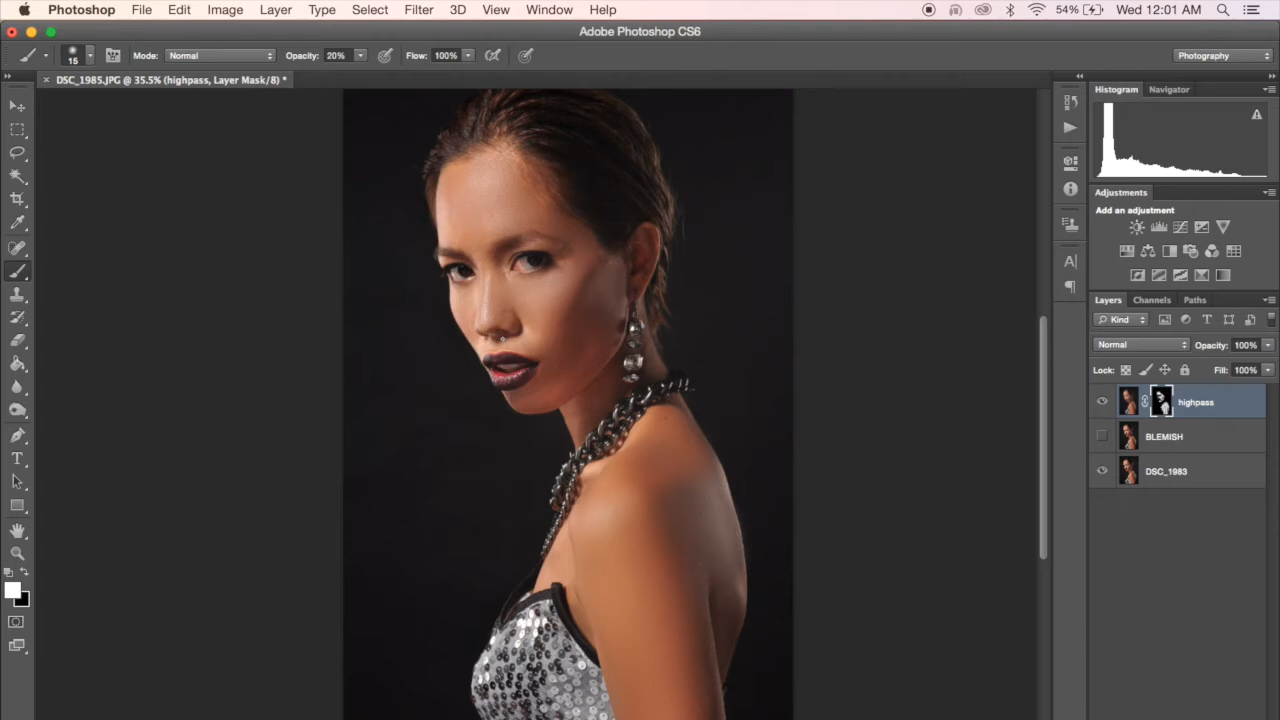 Photoshop File Edit Image Layer Type Select Filter 3D View Window Help 54% Wed 12:01 AM
Adobe Photoshop CS6
15 Mode: Normal Opacity: 20% Flow: 100% Photography
× DSC_1985.JPG @ 35.5% (highpass, Layer Mask/8) *
Histogram Navigator
Adjustments
Add an adjustment
Layers Channels Paths
Kind
Normal Opacity: 100%
Lock: Fill: 100%
highpass
BLEMISH
DSC_1983